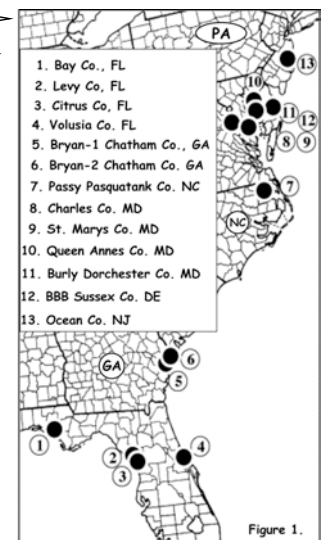 PA
1. Bay Co., FL
2. Levy Co, FL
3. Citrus Co, FL
4. Volusia Co. FL
5. Bryan-1 Chatham Co., GA
6. Bryan-2 Chatham Co. GA
7. Passy Pasquatank Co. NC
8. Charles Co. MD
9. St. Marys Co. MD
10. Queen Annes Co. MD
11. Burly Dorchester Co. MD
12. BBB Sussex Co. DE
13. Ocean Co. NJ
13
10
11
12
8
9
7
NC
6
GA
5
1
2
4
3
Figure 1.